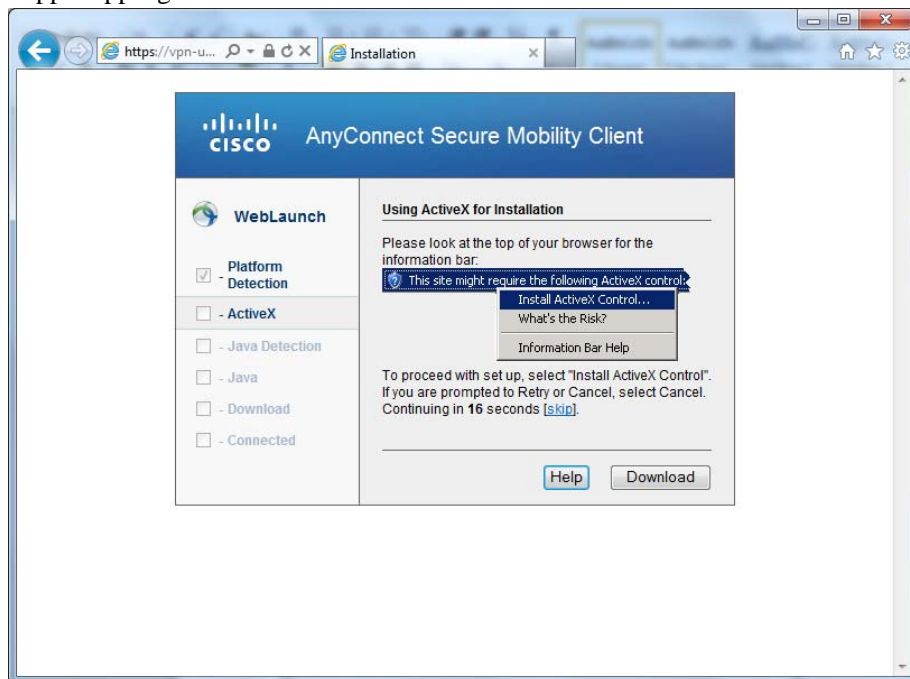 https://vpn-u...
Installation
CISCO
AnyConnect Secure Mobility Client
WebLaunch
Platform
- Detection
- ActiveX
- Java Detection
- Java
- Download
- Connected
Using ActiveX for Installation
Please look at the top of your browser for the
information bar:
This site might require the following ActiveX control:
Install ActiveX Control...
What's the Risk?
Information Bar Help
To proceed with set up, select "Install ActiveX Control".
If you are prompted to Retry or Cancel, select Cancel.
Continuing in 16 seconds [skip].
Help
Download